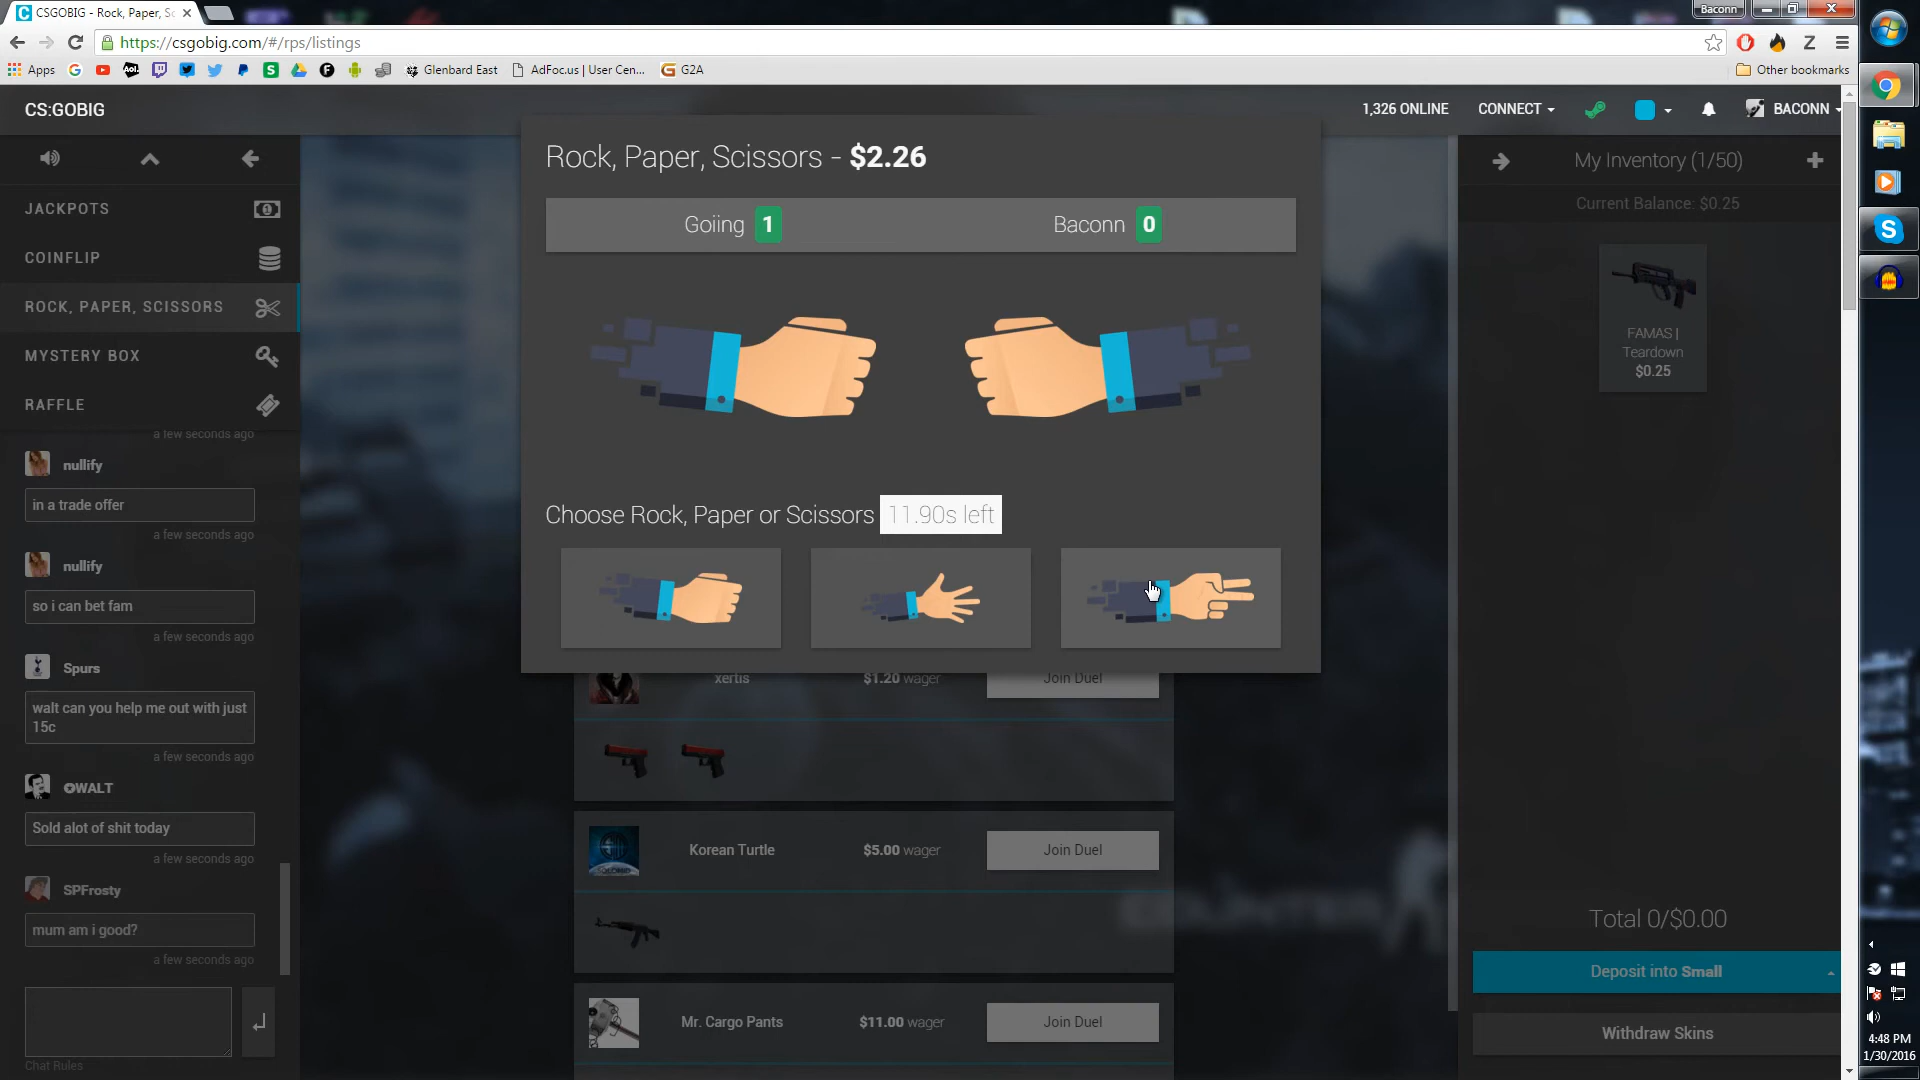 CSGOBIG - Rock, Paper, Sc
Baconn
https://csgobig.com/#/rps/listings
Apps
Aol.
Glenbard East
AdFoc.us | User Cen...
G2A
Other bookmarks
CS:GOBIG
1,326 ONLINE
CONNECT
BACONN
JACKPOTS
COINFLIP
ROCK, PAPER, SCISSORS
MYSTERY BOX
RAFFLE
a few seconds ago
nullify
in a trade offer
a few seconds ago
nullify
so i can bet fam
a few seconds ago
Spurs
walt can you help me out with just
15c
a few seconds ago
✪WALT
Sold alot of shit today
a few seconds ago
SPFrosty
mum am i good?
a few seconds ago
Chat Rules
Rock, Paper, Scissors - $2.26
Goiing 1
Baconn 0
Choose Rock, Paper or Scissors 11.90s left
xertis
$1.20 wager
Join Duel
Korean Turtle
$5.00 wager
Join Duel
Mr. Cargo Pants
$11.00 wager
Join Duel
My Inventory (1/50)
Current Balance: $0.25
FAMAS |
Teardown
$0.25
Total 0/$0.00
Deposit into Small
Withdraw Skins
4:48 PM
1/30/2016